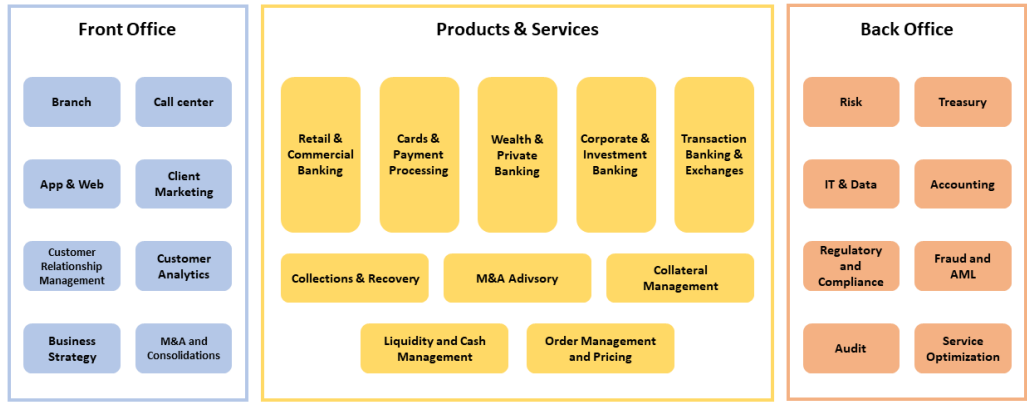 Front Office
Branch
Call center
App & Web
Client
Marketing
Customer
Relationship
Management
Customer
Analytics
Business
Strategy
M&A and
Consolidations
Products & Services
Retail &
Commercial
Banking
Cards &
Payment
Processing
Wealth &
Private
Banking
Corporate &
Investment
Banking
Transaction
Banking &
Exchanges
Collections & Recovery
M&A Adivsory
Collateral
Management
Liquidity and Cash
Management
Order Management
and Pricing
Back Office
Risk
Treasury
IT & Data
Accounting
Regulatory
and
Compliance
Fraud and
AML
Audit
Service
Optimization